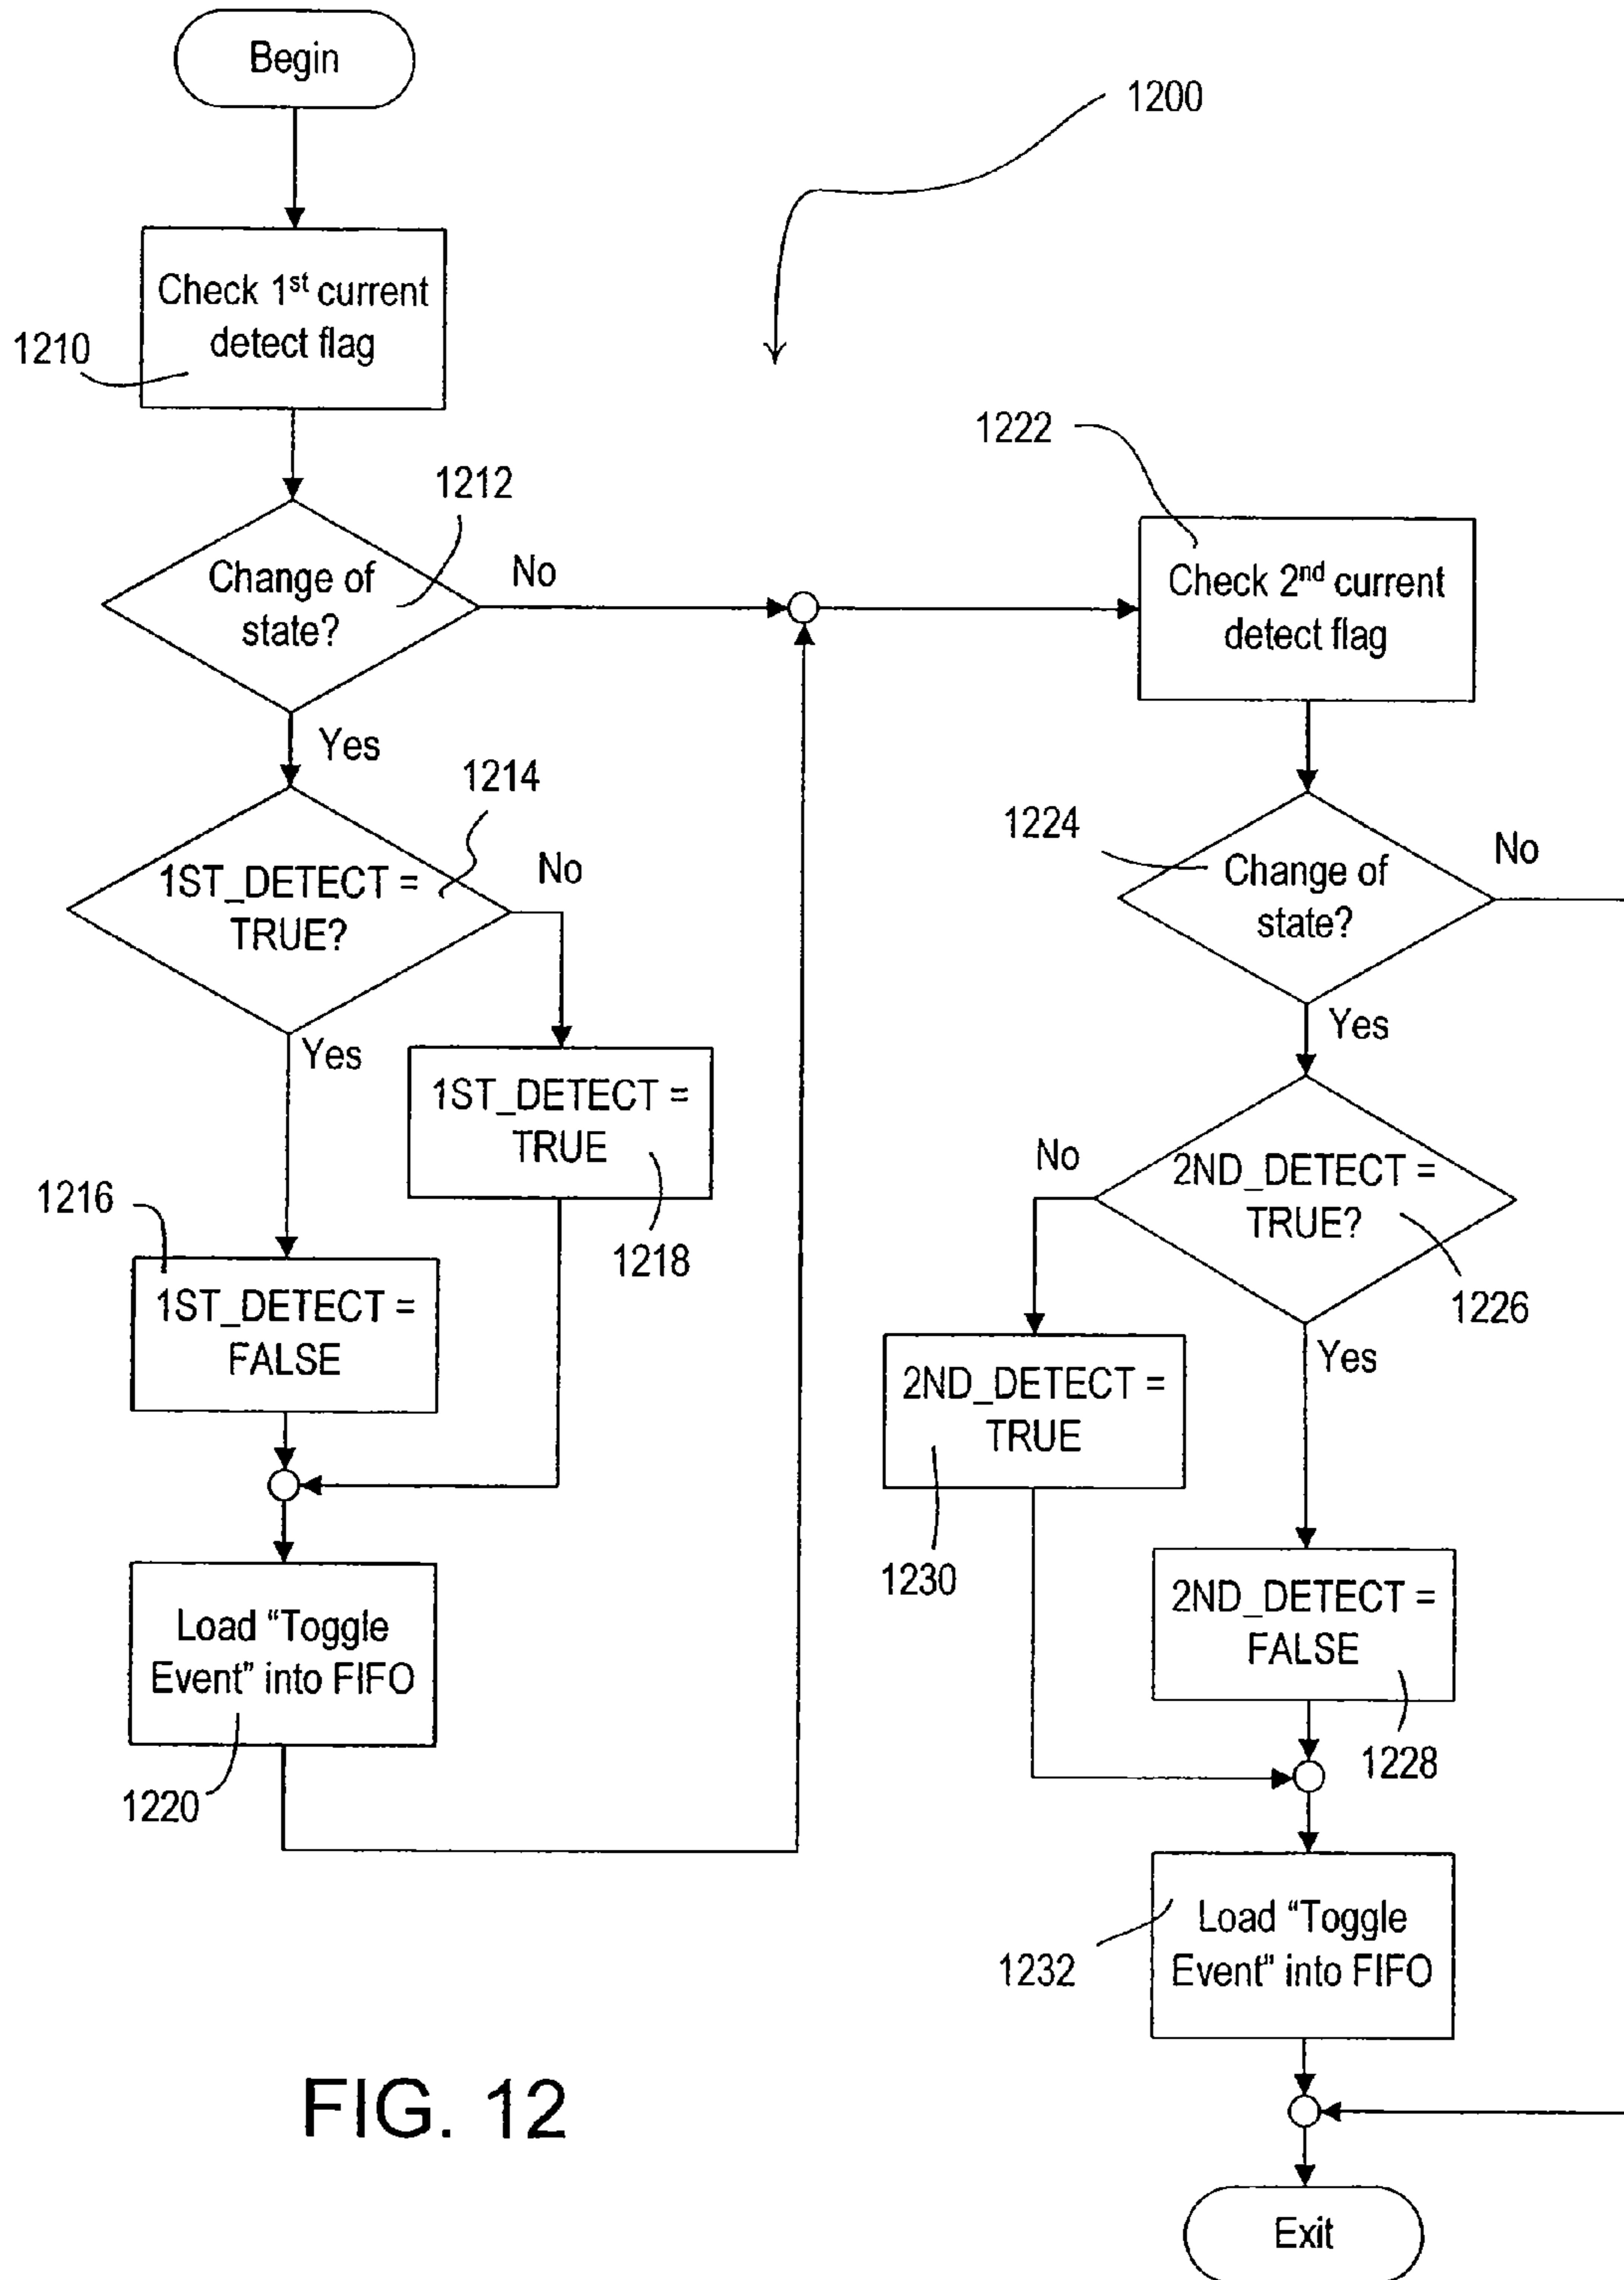 Begin
1200
Check 1st current
detect flag
1210
1212
Change of
state?
No
Yes
1214
1ST_DETECT =
TRUE?
No
Yes
1ST_DETECT =
TRUE
1218
1216
1ST_DETECT =
FALSE
Load “Toggle
Event” into FIFO
1220
1222
Check 2nd current
detect flag
1224
Change of
state?
No
Yes
2ND_DETECT =
TRUE?
No
1226
Yes
2ND_DETECT =
TRUE
1230
2ND_DETECT =
FALSE
1228
Load “Toggle
Event” into FIFO
1232
Exit
FIG. 12